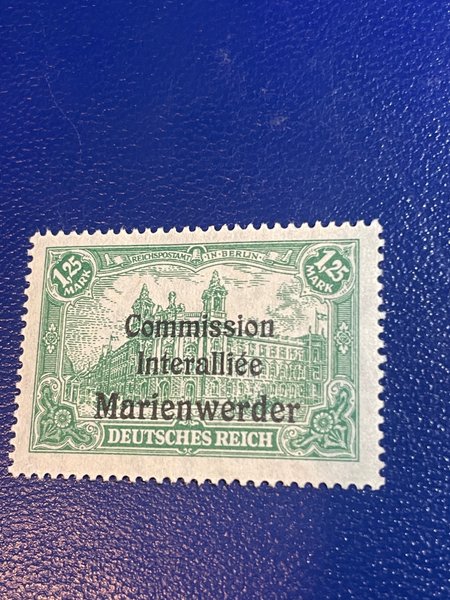 REICHSPOSTAMT IN BERLIN
1,25 MARK 1,25 MARK
Commission
Interalliée
Marienwerder
DEUTSCHES REICH